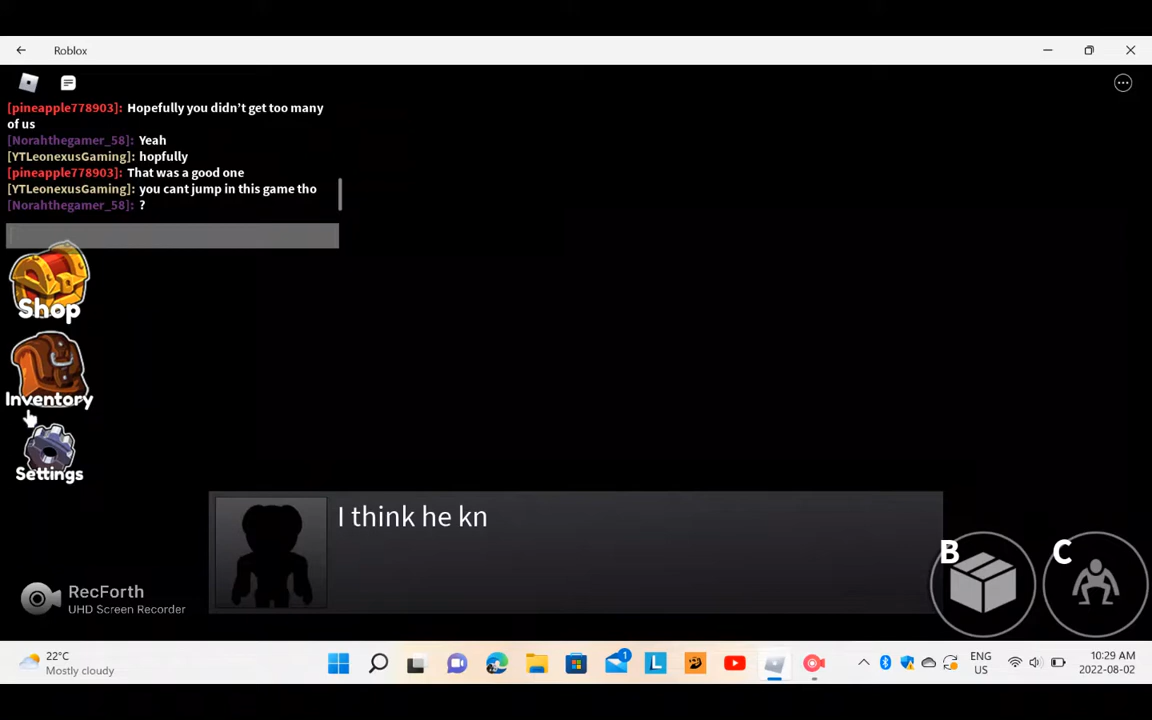 Roblox
[pineapple778903]: Hopefully you didn't get too many
of us
[Norahthegamer_58]: Yeah
[YTLeonexusGaming]: hopfully
[pineapple778903]: That was a good one
[YTLeonexusGaming]: you cant jump in this game tho
[Norahthegamer_58]: ?
Shop
Inventory
Settings
I think he kn
B
C
RecForth
UHD Screen Recorder
22°C
Mostly cloudy
1
L
ENG
US
10:29 AM
2022-08-02